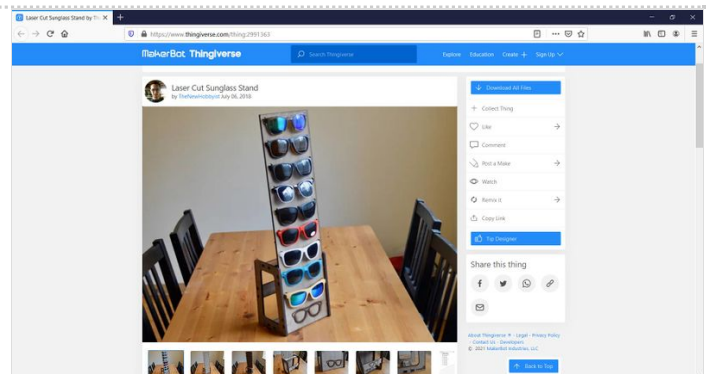 Laser Cut Sunglass Stand by Thi
https://www.thingiverse.com/thing:2991363
MakerBot Thingiverse
Search Thingiverse
Explore Education Create Sign Up
Laser Cut Sunglass Stand
by ThefaneHobbyist July 06, 2018
Download All Files
Collect Thing
Like
Comment
Post a Make
Watch
Remix it
Copy Link
Tip Designer
Share this thing
About Thingiverse ® · Legal · Privacy Policy
· Contact Us · Developers
© 2021 MakerBot Industries, LLC
Back to Top